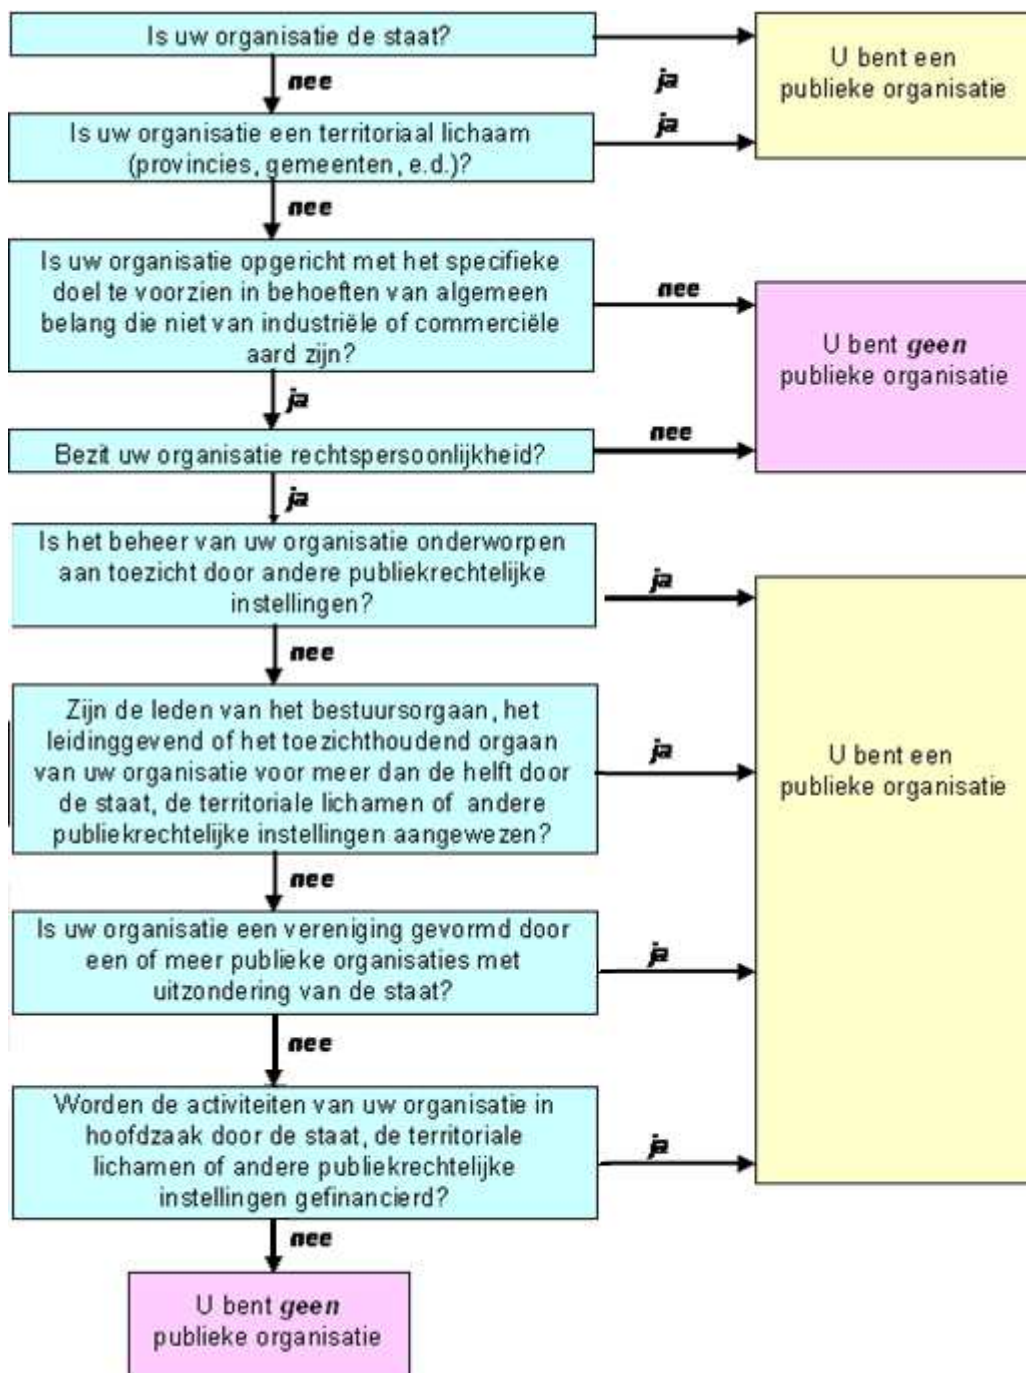 Is uw organisatie de staat?
nee
ja
U bent een
publieke organisatie
Is uw organisatie een territoriaal lichaam
(provincies, gemeenten, e.d.)?
ja
nee
Is uw organisatie opgericht met het specifieke
doel te voorzien in behoeften van algemeen
belang die niet van industriële of commerciële
aard zijn?
nee
U bent geen
publieke organisatie
ja
Bezit uw organisatie rechtspersoonlijkheid?
nee
ja
Is het beheer van uw organisatie onderworpen
aan toezicht door andere publiekrechtelijke
instellingen?
ja
nee
Zijn de leden van het bestuursorgaan, het
leidinggevend of het toezichthoudend orgaan
van uw organisatie voor meer dan de helft door
de staat, de territoriale lichamen of andere
publiekrechtelijke instellingen aangewezen?
ja
U bent een
publieke organisatie
nee
Is uw organisatie een vereniging gevormd door
een of meer publieke organisaties met
uitzondering van de staat?
ja
nee
Worden de activiteiten van uw organisatie in
hoofdzaak door de staat, de territoriale
lichamen of andere publiekrechtelijke
instellingen gefinancierd?
ja
nee
U bent geen
publieke organisatie